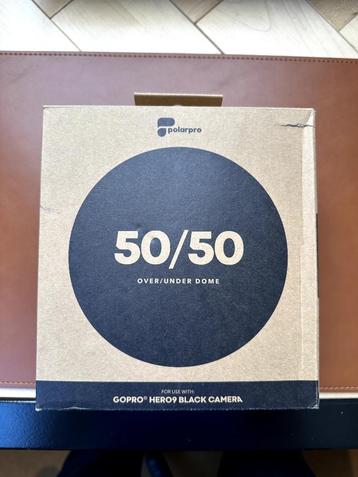 polarpro
50/50
OVER/UNDER DOME
FOR USE WITH:
GOPRO® HERO9 BLACK CAMERA